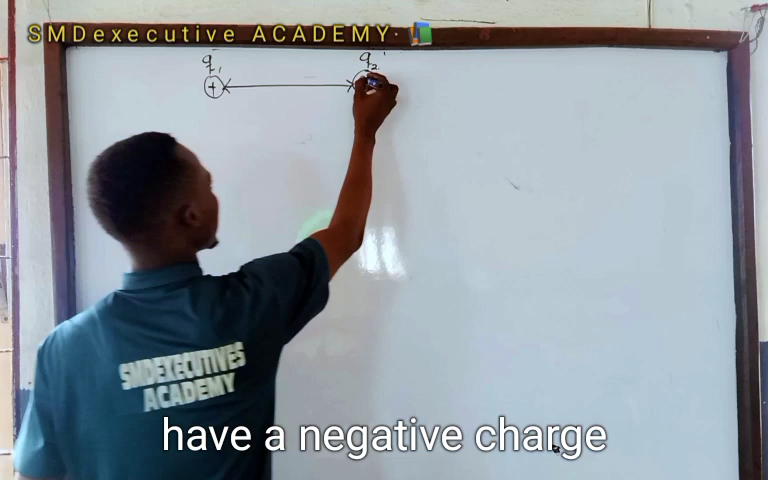 SMDexecutive ACADEMY.
q₁ q₂
+
SMDEXECUTIVES
ACADEMY
have a negative charge